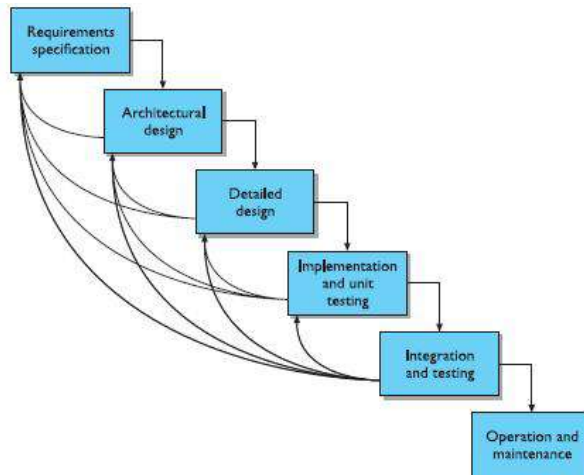 Requirements
specification
Architectural
design
Detailed
design
Implementation
and unit
testing
Integration
and testing
Operation and
maintenance